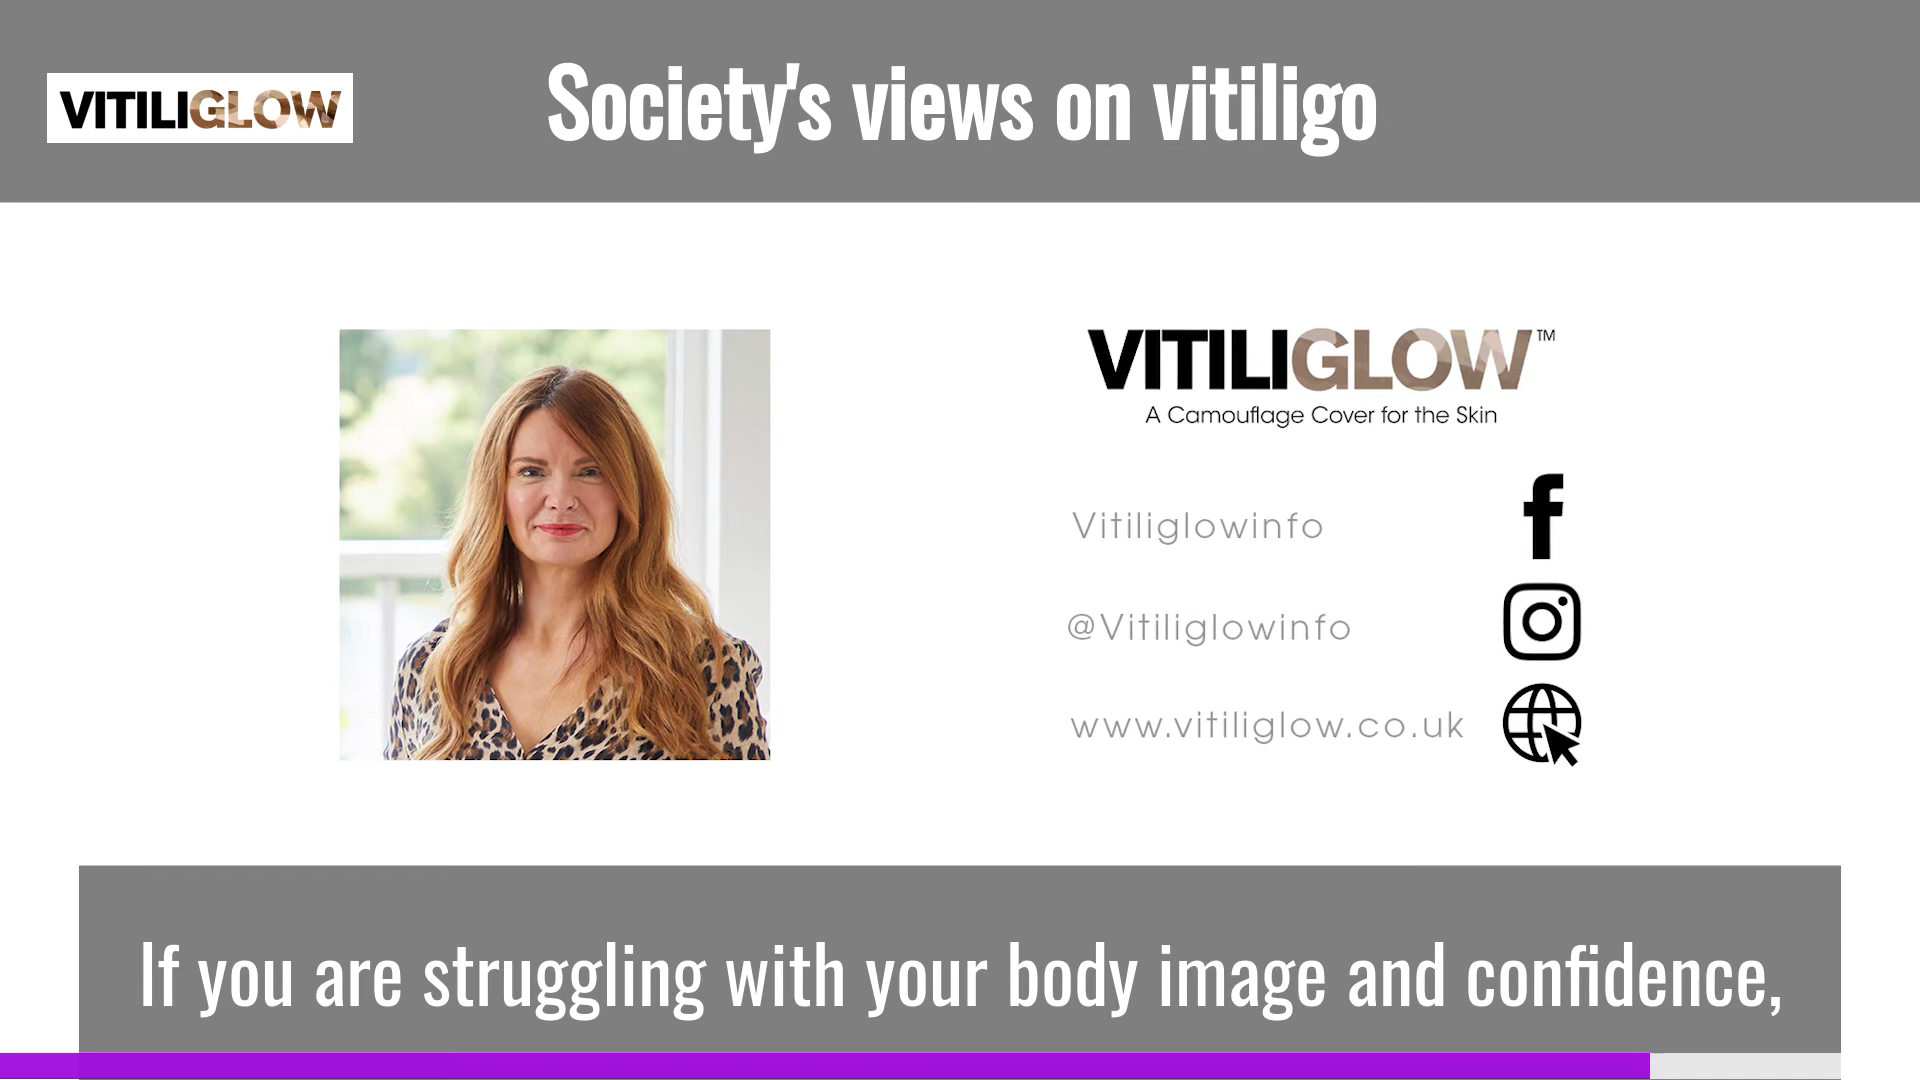 VITILIGLOW
Society's views on vitiligo
VITILIGLOW™
A Camouflage Cover for the Skin
Vitiliglowinfo
@Vitiliglowinfo
www.vitiliglow.co.uk
If you are struggling with your body image and confidence,